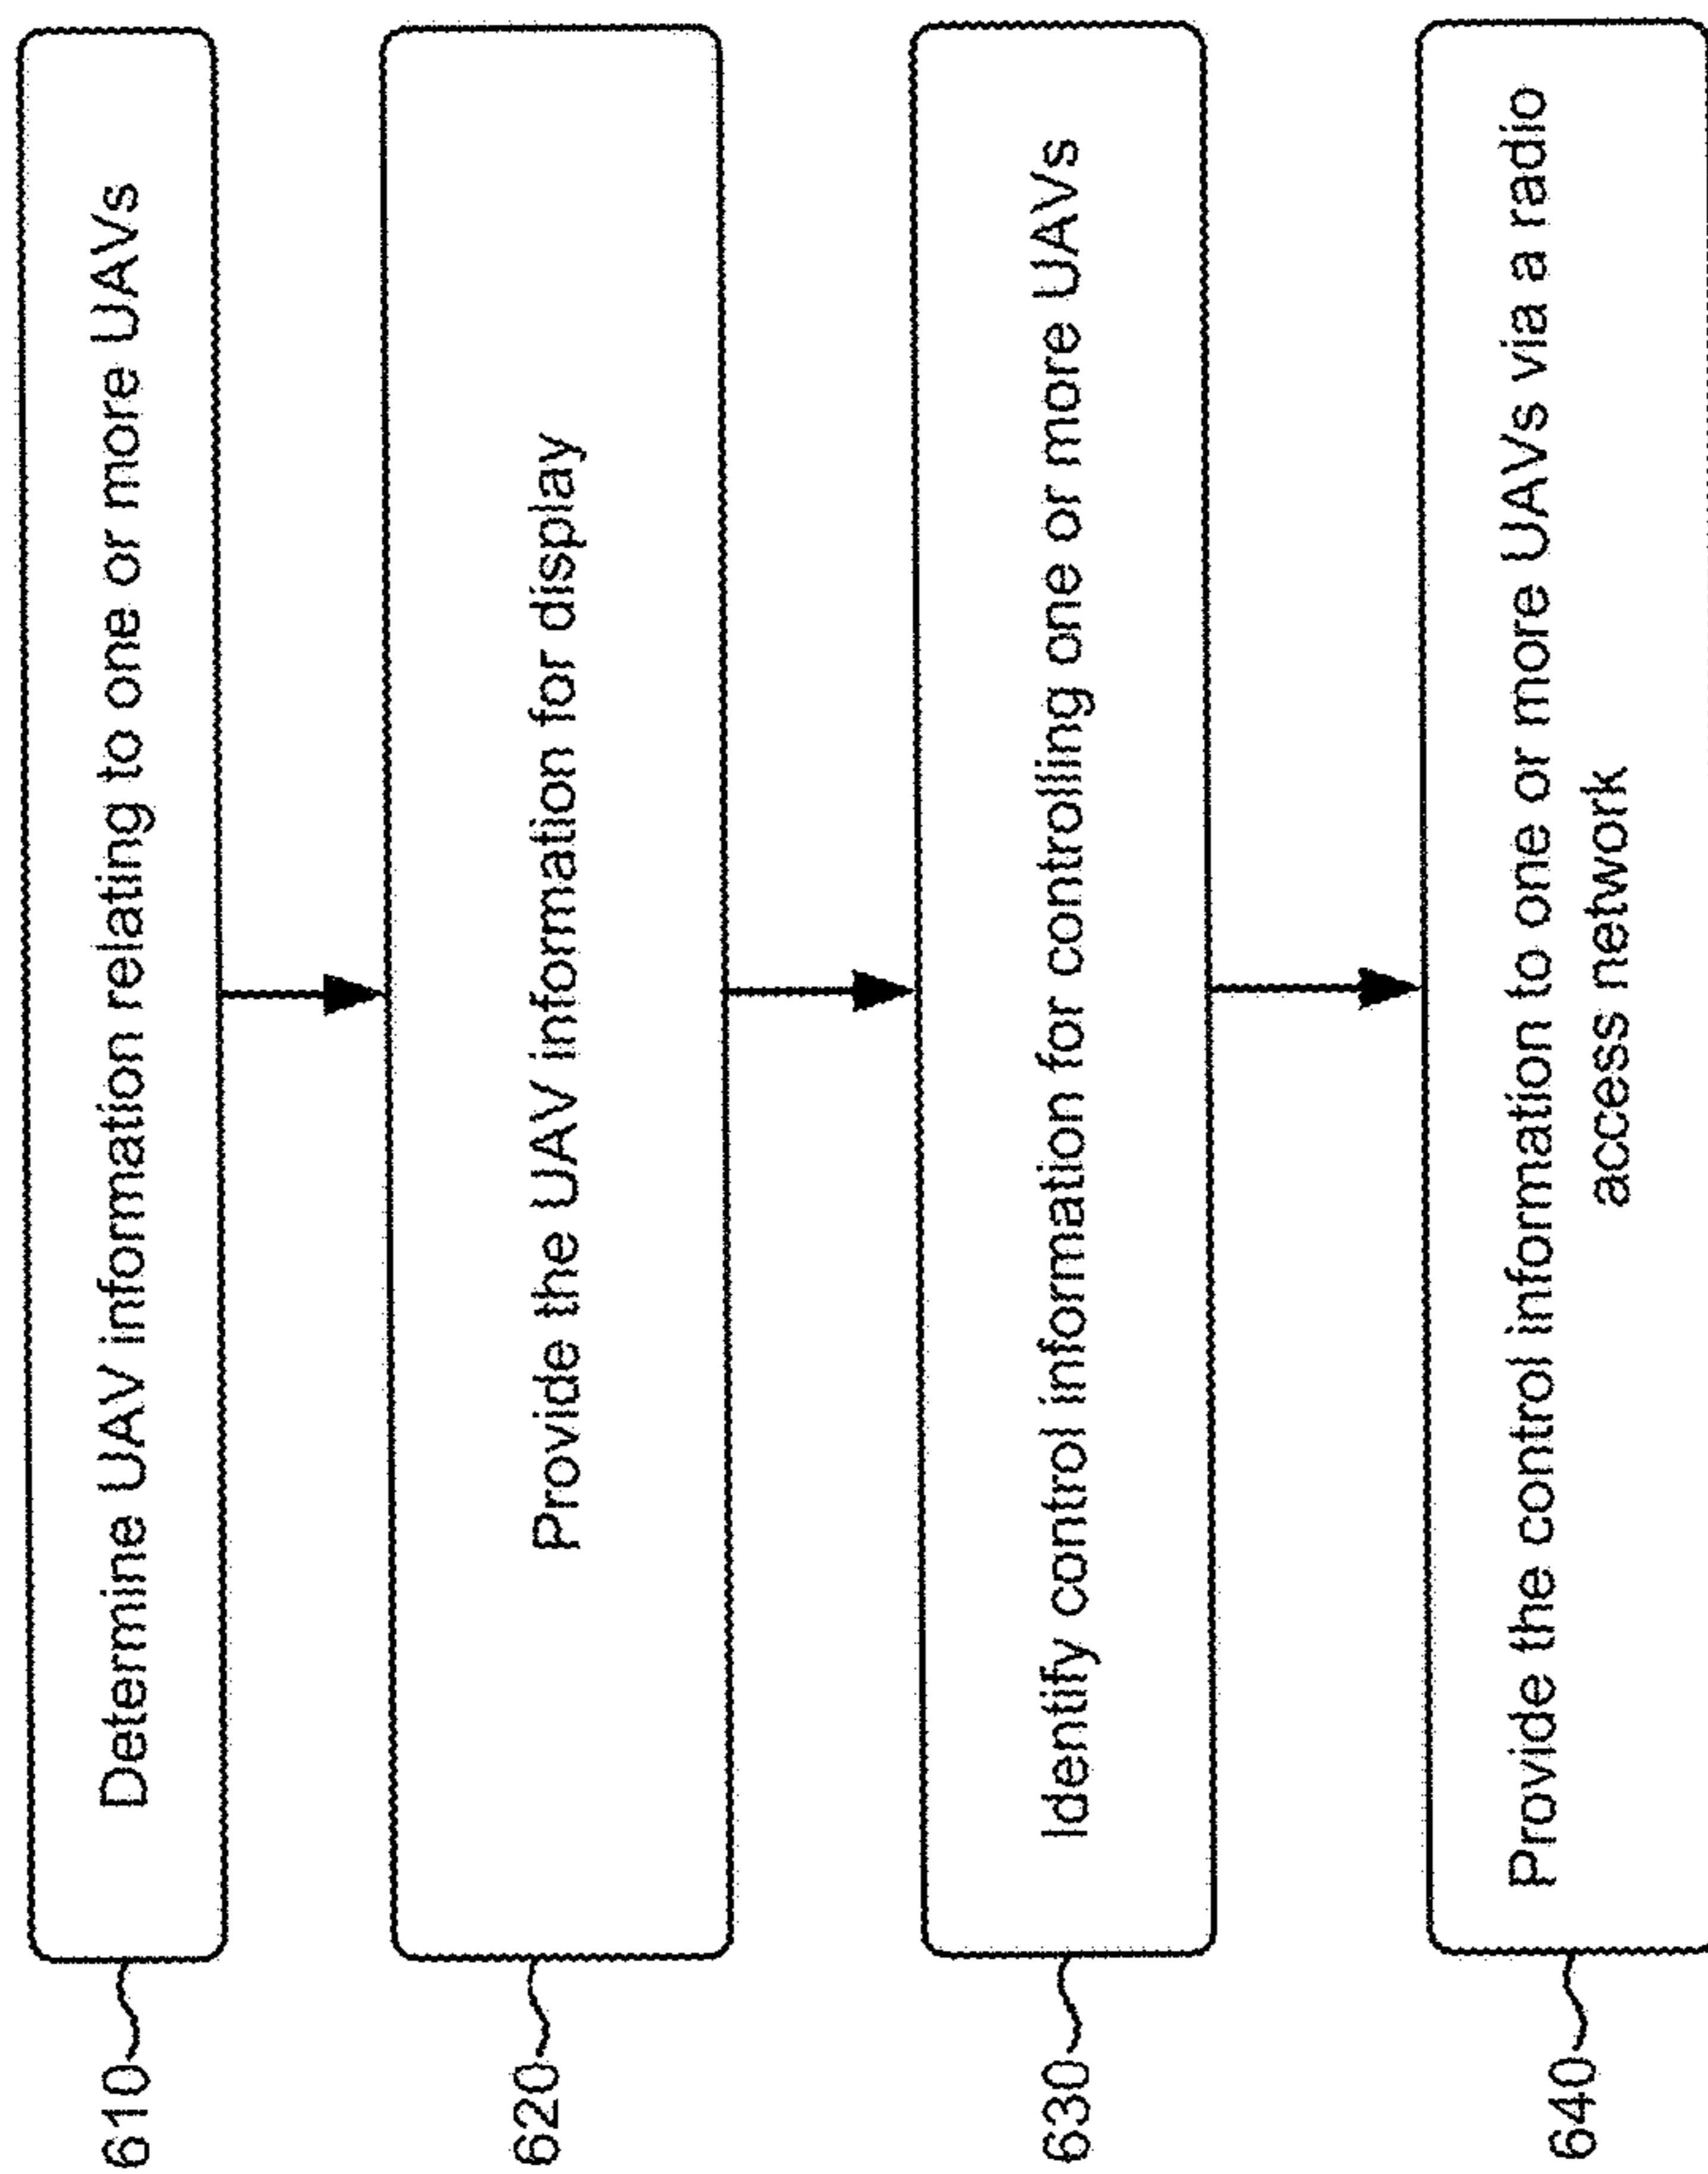 610
Determine UAV information relating to one or more UAVs
620
Provide the UAV information for display
630
Identify control information for controlling one or more UAVs
640
Provide the control information to one or more UAVs via a radio
access network